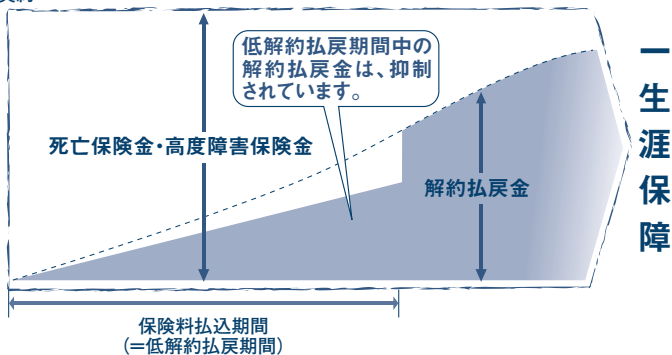 低解約払戻期間中の
解約払戻金は、抑制
されています。
死亡保険金・高度障害保険金
解約払戻金
一生涯保障
保険料払込期間
(=低解約払戻期間)